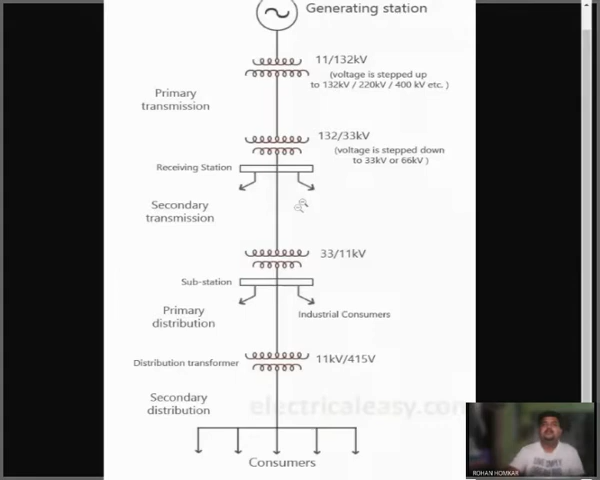 Generating station
11/132kV
(voltage is stepped up
to 132kV / 220kV / 400 kV etc. )
Primary
transmission
132/33kV
(voltage is stepped down
to 33kV or 66kV )
Receiving Station
Secondary
transmission
33/11kV
Sub-station
Primary
distribution
Industrial Consumers
Distribution transformer
11kV/415V
Secondary
distribution
electricaleasy.com
Consumers
ROHAN HOMKAR